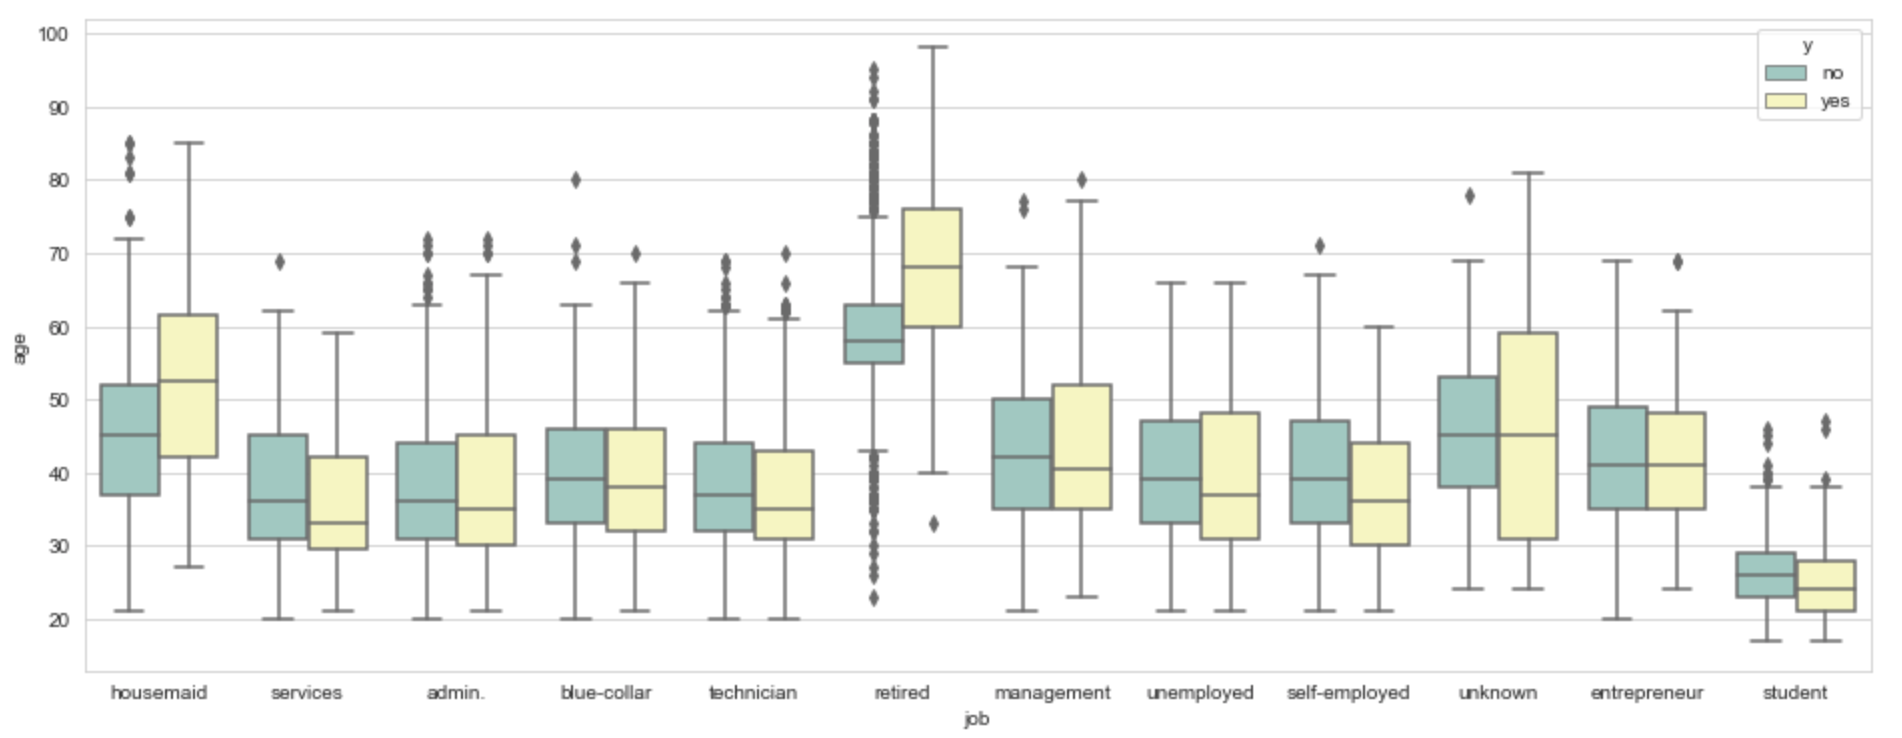 100
90
80
70
60
50
40
30
20
age
y
no
yes
housemaid services admin. blue-collar technician retired management unemployed self-employed unknown entrepreneur student
job